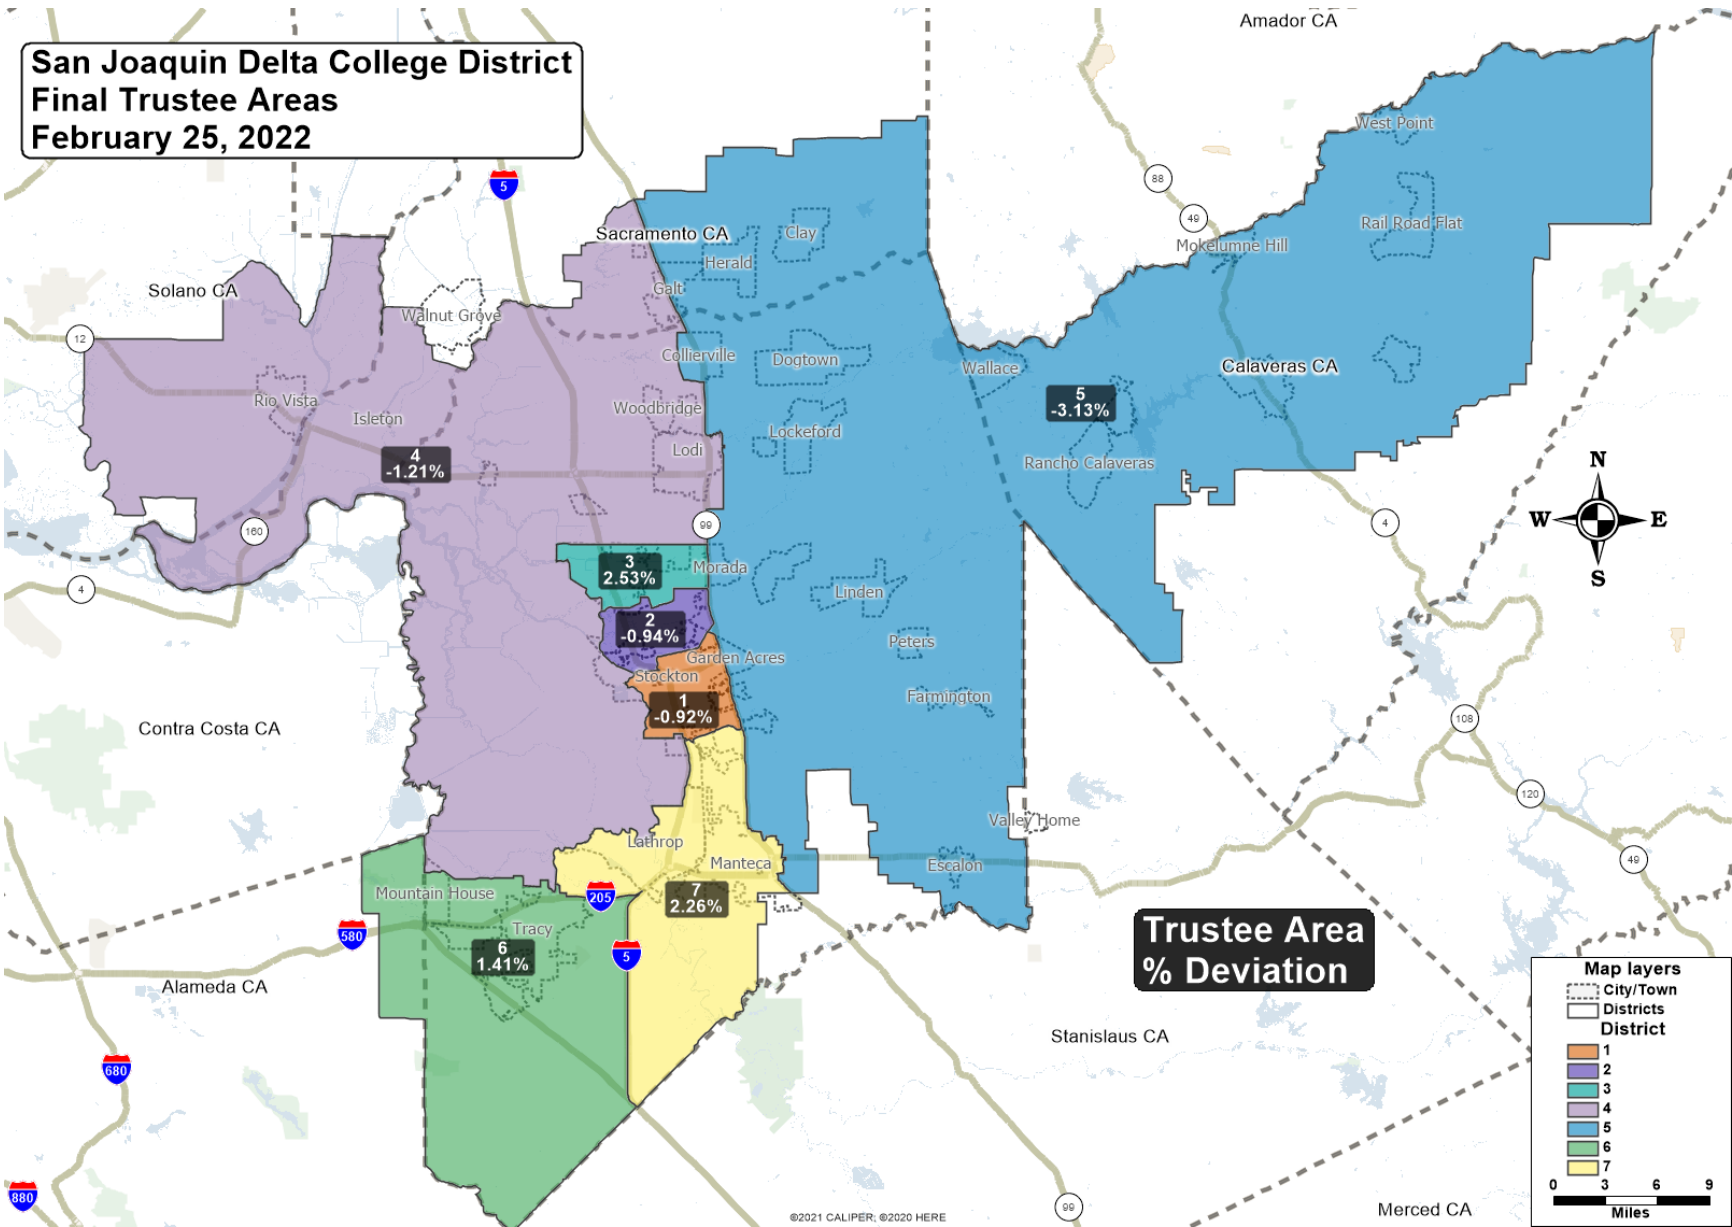 San Joaquin Delta College District
Final Trustee Areas
February 25, 2022
Amador CA
5
West Point
88
49
Rail Road Flat
Clay
Sacramento CA
Mokelumne Hill
Herald
Galt
Solano CA
Walnut Grove
12
Collierville
Dogtown
Wallace
Calaveras CA
Rio Vista
Isleton
Woodbridge
5
-3.13%
Lockeford
Lodi
4
-1.21%
Rancho Calaveras
N
W
E
S
160
99
4
4
3
2.53%
Morada
Linden
2
-0.94%
Peters
Garden Acres
Stockton
Farmington
1
-0.92%
Contra Costa CA
108
120
Valley Home
Lathrop
Manteca
Escalon
49
Mountain House
205
7
2.26%
Tracy
580
6
1.41%
5
Trustee Area
% Deviation
Alameda CA
Stanislaus CA
680
880
99
Merced CA
Map layers
City/Town
Districts
District
1
2
3
4
5
6
7
0 3 6 9
Miles
©2021 CALIPER; ©2020 HERE